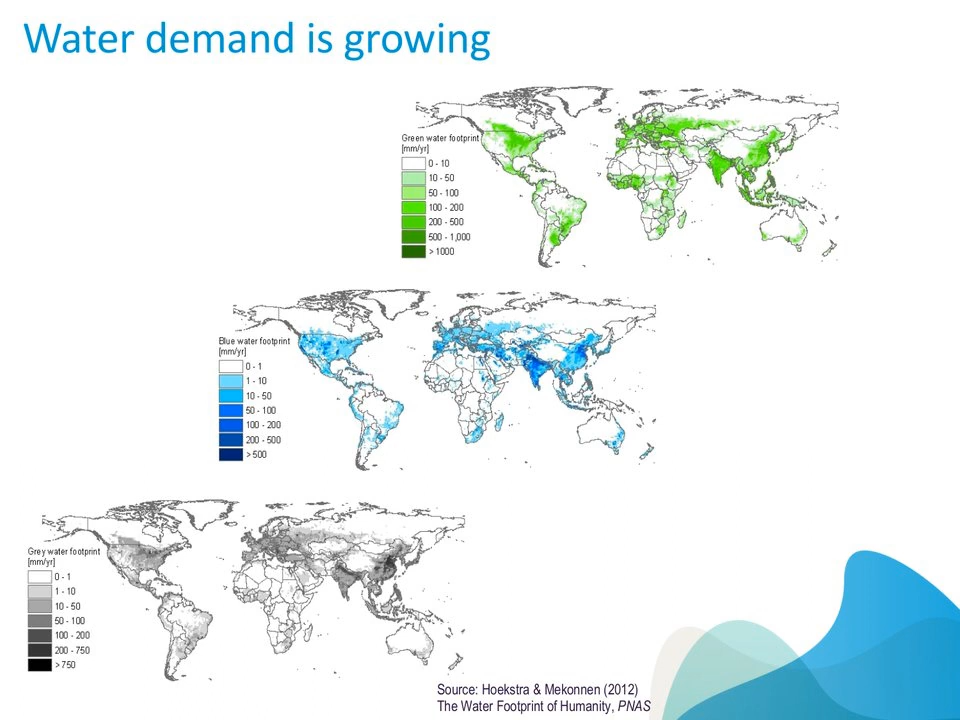 Water demand is growing
Green water footprint
[mm/yr]
0 - 10
10 - 50
50 - 100
100 - 200
200 - 500
500 - 1,000
> 1000
Blue water footprint
[mm/yr]
0 - 1
1 - 10
10 - 50
50 - 100
100 - 200
200 - 500
> 500
Grey water footprint
[mm/yr]
0 - 1
1 - 10
10 - 50
50 - 100
100 - 200
200 - 750
> 750
Source: Hoekstra & Mekonnen (2012)
The Water Footprint of Humanity, PNAS